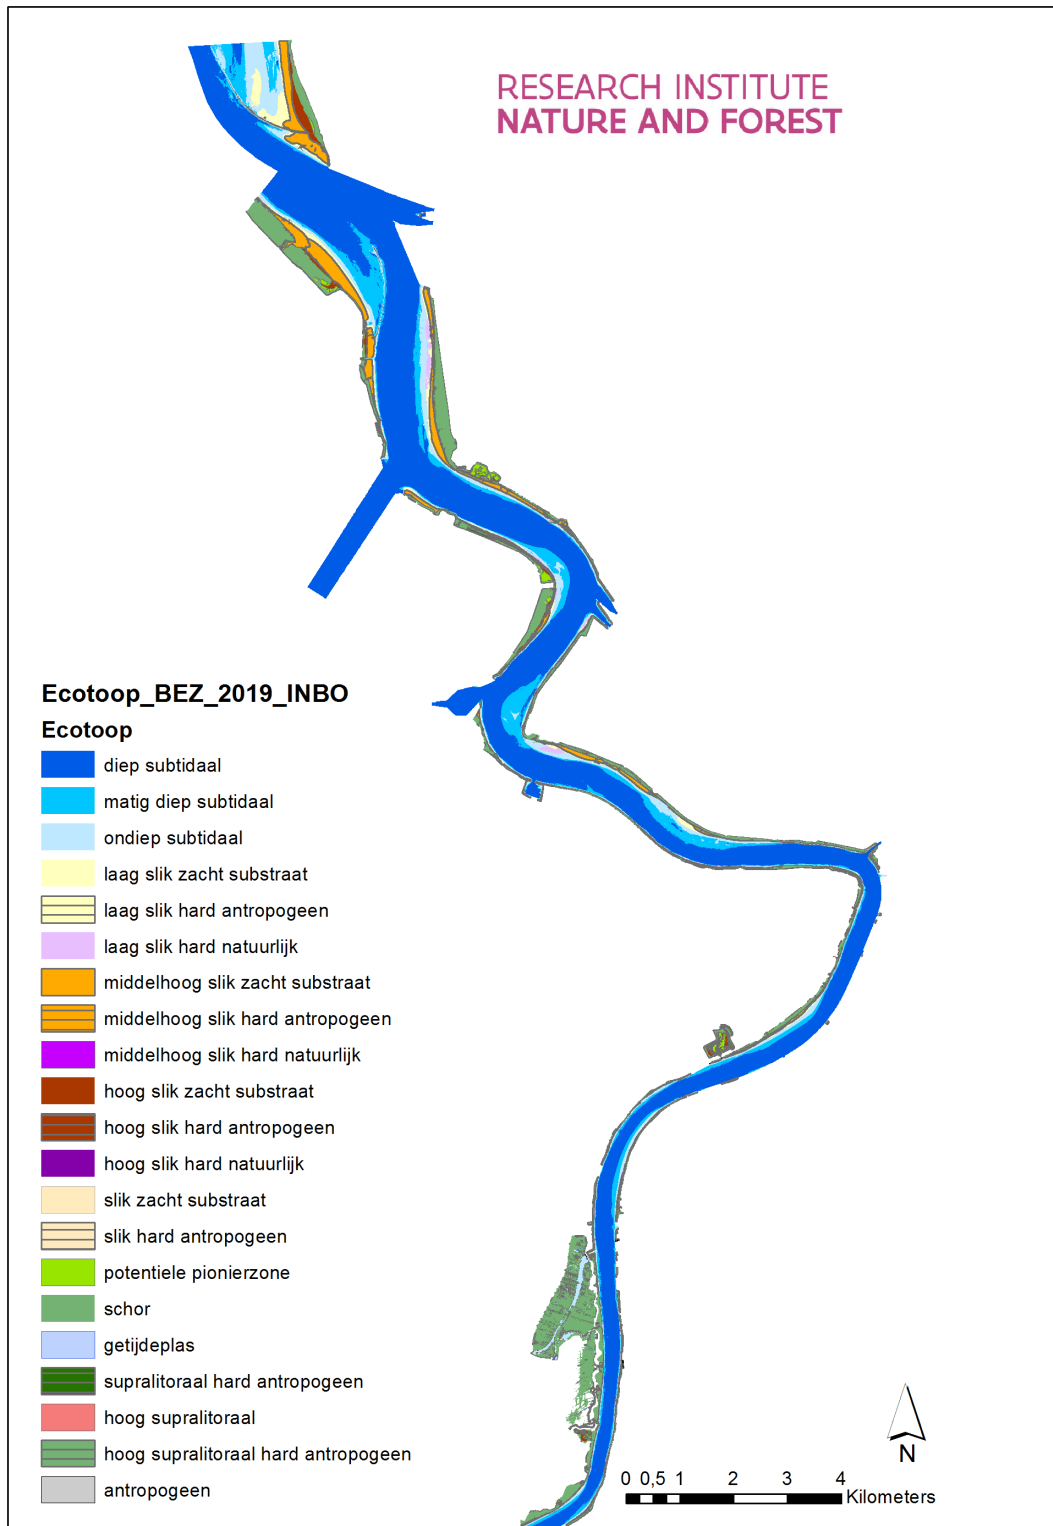 RESEARCH INSTITUTE
NATURE AND FOREST
Ecotoop_BEZ_2019_INBO
Ecotoop
diep subtidaal
matig diep subtidaal
ondiep subtidaal
laag slik zacht substraat
laag slik hard antropogeen
laag slik hard natuurlijk
middelhoog slik zacht substraat
middelhoog slik hard antropogeen
middelhoog slik hard natuurlijk
hoog slik zacht substraat
hoog slik hard antropogeen
hoog slik hard natuurlijk
slik zacht substraat
slik hard antropogeen
potentiele pionierzone
schor
getijdeplas
supralitoraal hard antropogeen
hoog supralitoraal
hoog supralitoraal hard antropogeen
antropogeen
N
0 0,5 1 2 3 4
Kilometers